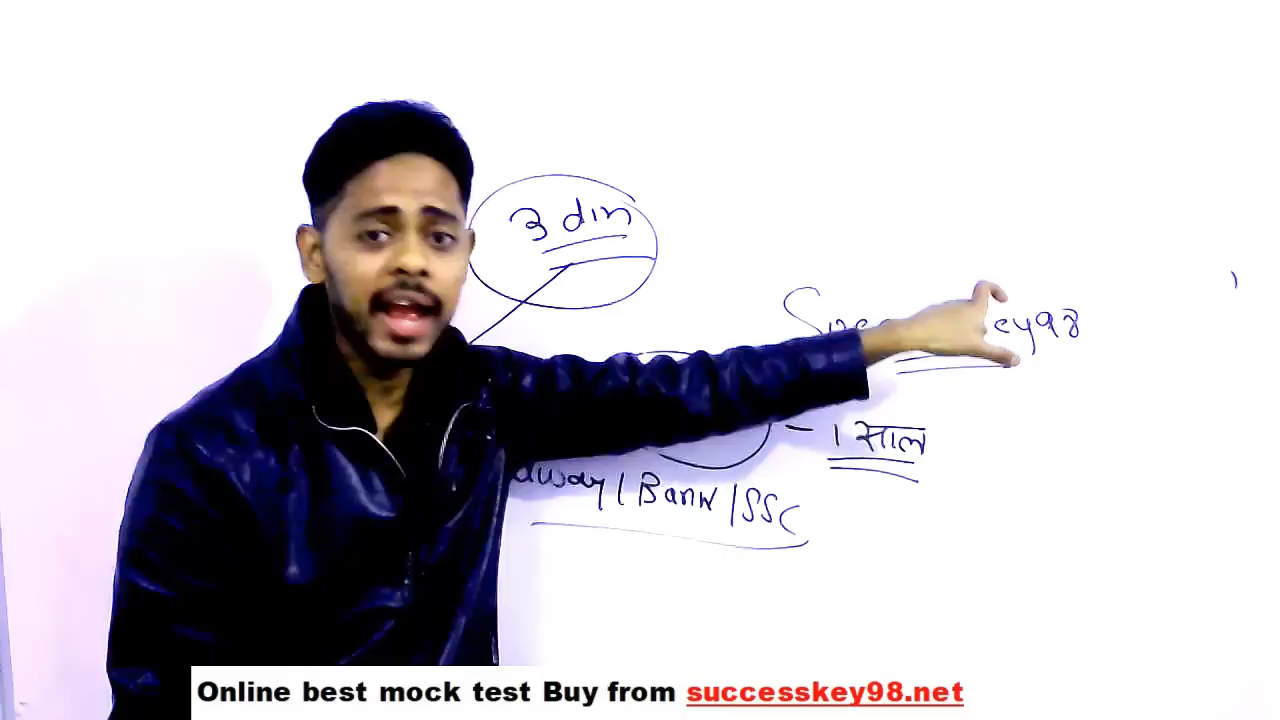 3 din
ey98
- 1 साल
/ Bank / SSC
Online best mock test Buy from successkey98.net